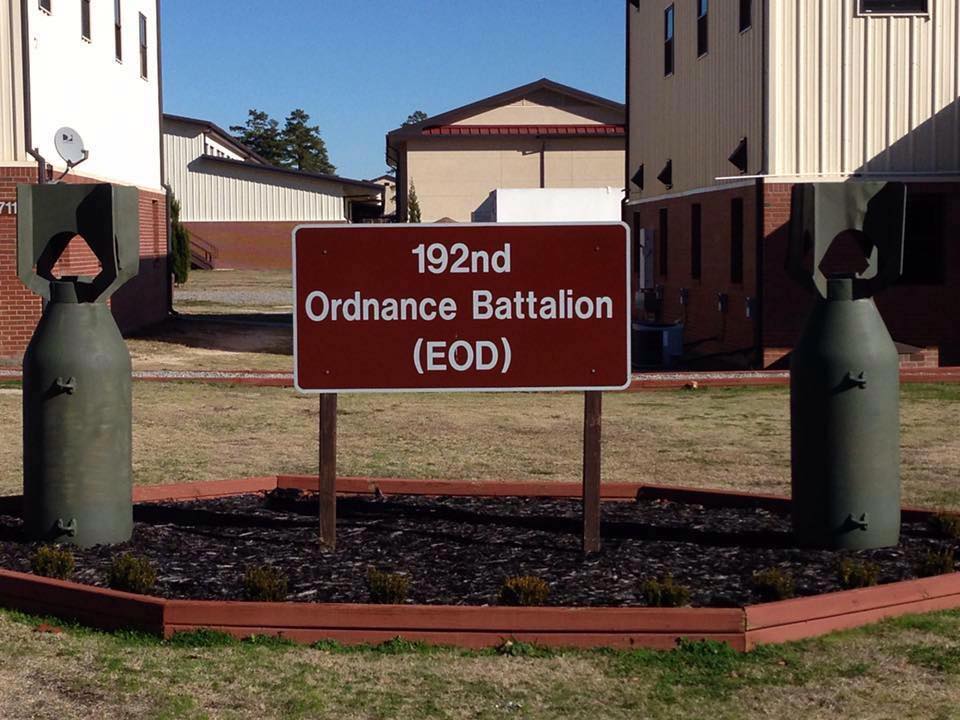 192nd
Ordnance Battalion
(EOD)
711